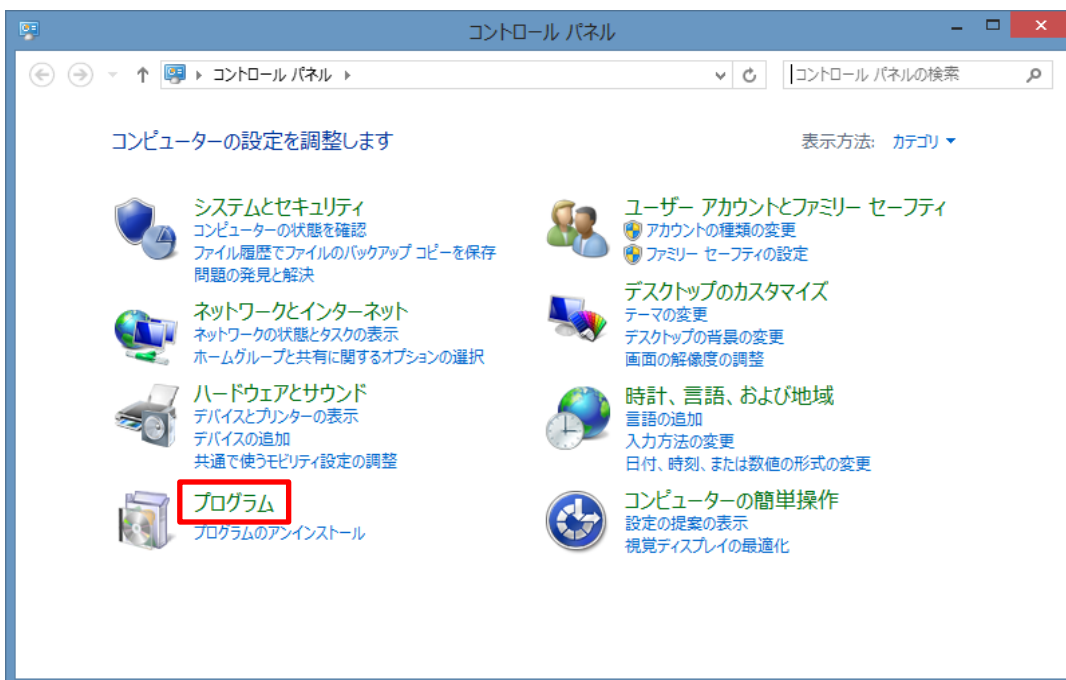 コントロール パネル
コントロール パネル
コントロール パネルの検索
コンピューターの設定を調整します
表示方法: カテゴリ
システムとセキュリティ
コンピューターの状態を確認
ファイル履歴でファイルのバックアップ コピーを保存
問題の発見と解決
ネットワークとインターネット
ネットワークの状態とタスクの表示
ホームグループと共有に関するオプションの選択
ハードウェアとサウンド
デバイスとプリンターの表示
デバイスの追加
共通で使うモビリティ設定の調整
プログラム
プログラムのアンインストール
ユーザー アカウントとファミリー セーフティ
アカウントの種類の変更
ファミリー セーフティの設定
デスクトップのカスタマイズ
テーマの変更
デスクトップの背景の変更
画面の解像度の調整
時計、言語、および地域
言語の追加
入力方法の変更
日付、時刻、または数値の形式の変更
コンピューターの簡単操作
設定の提案の表示
視覚ディスプレイの最適化